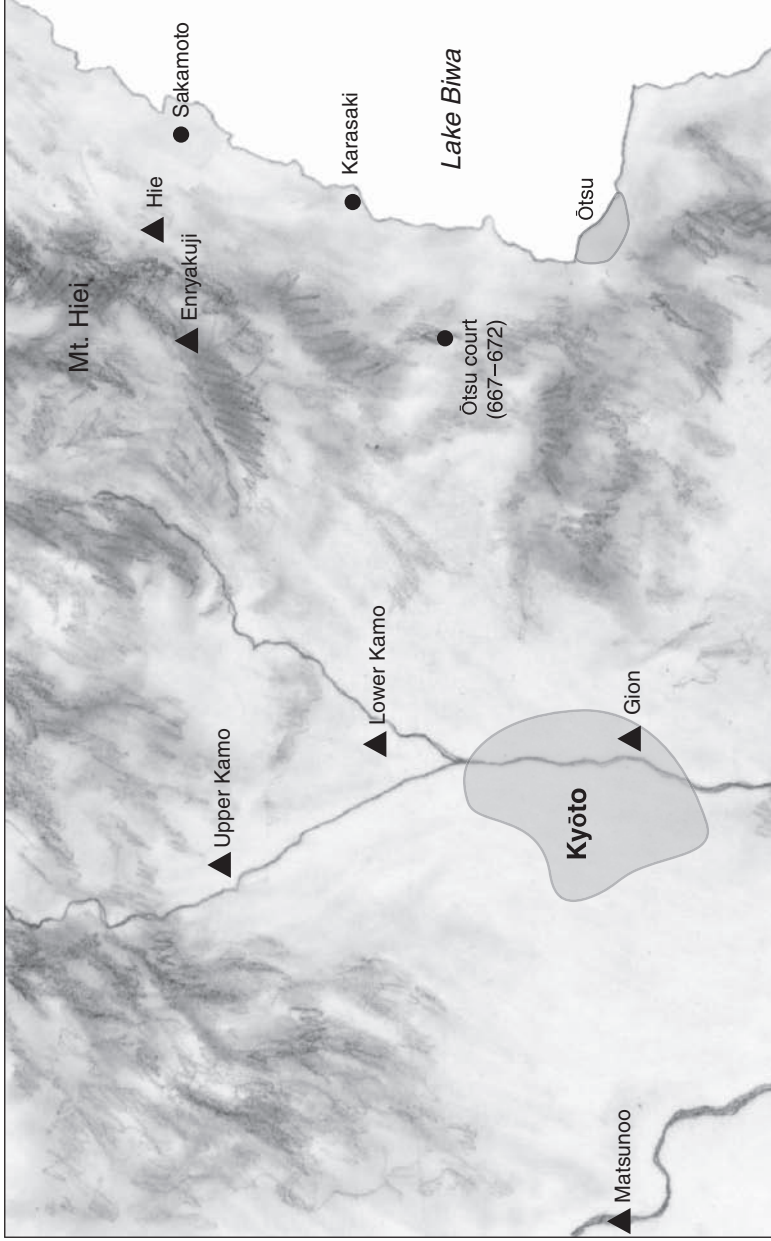 Mt. Hiei
Hie
Sakamoto
Enryakuji
Upper Kamo
Karasaki
Lower Kamo
Lake Biwa
Ōtsu court
(667–672)
Kyōto
Ōtsu
Matsunoo
Gion